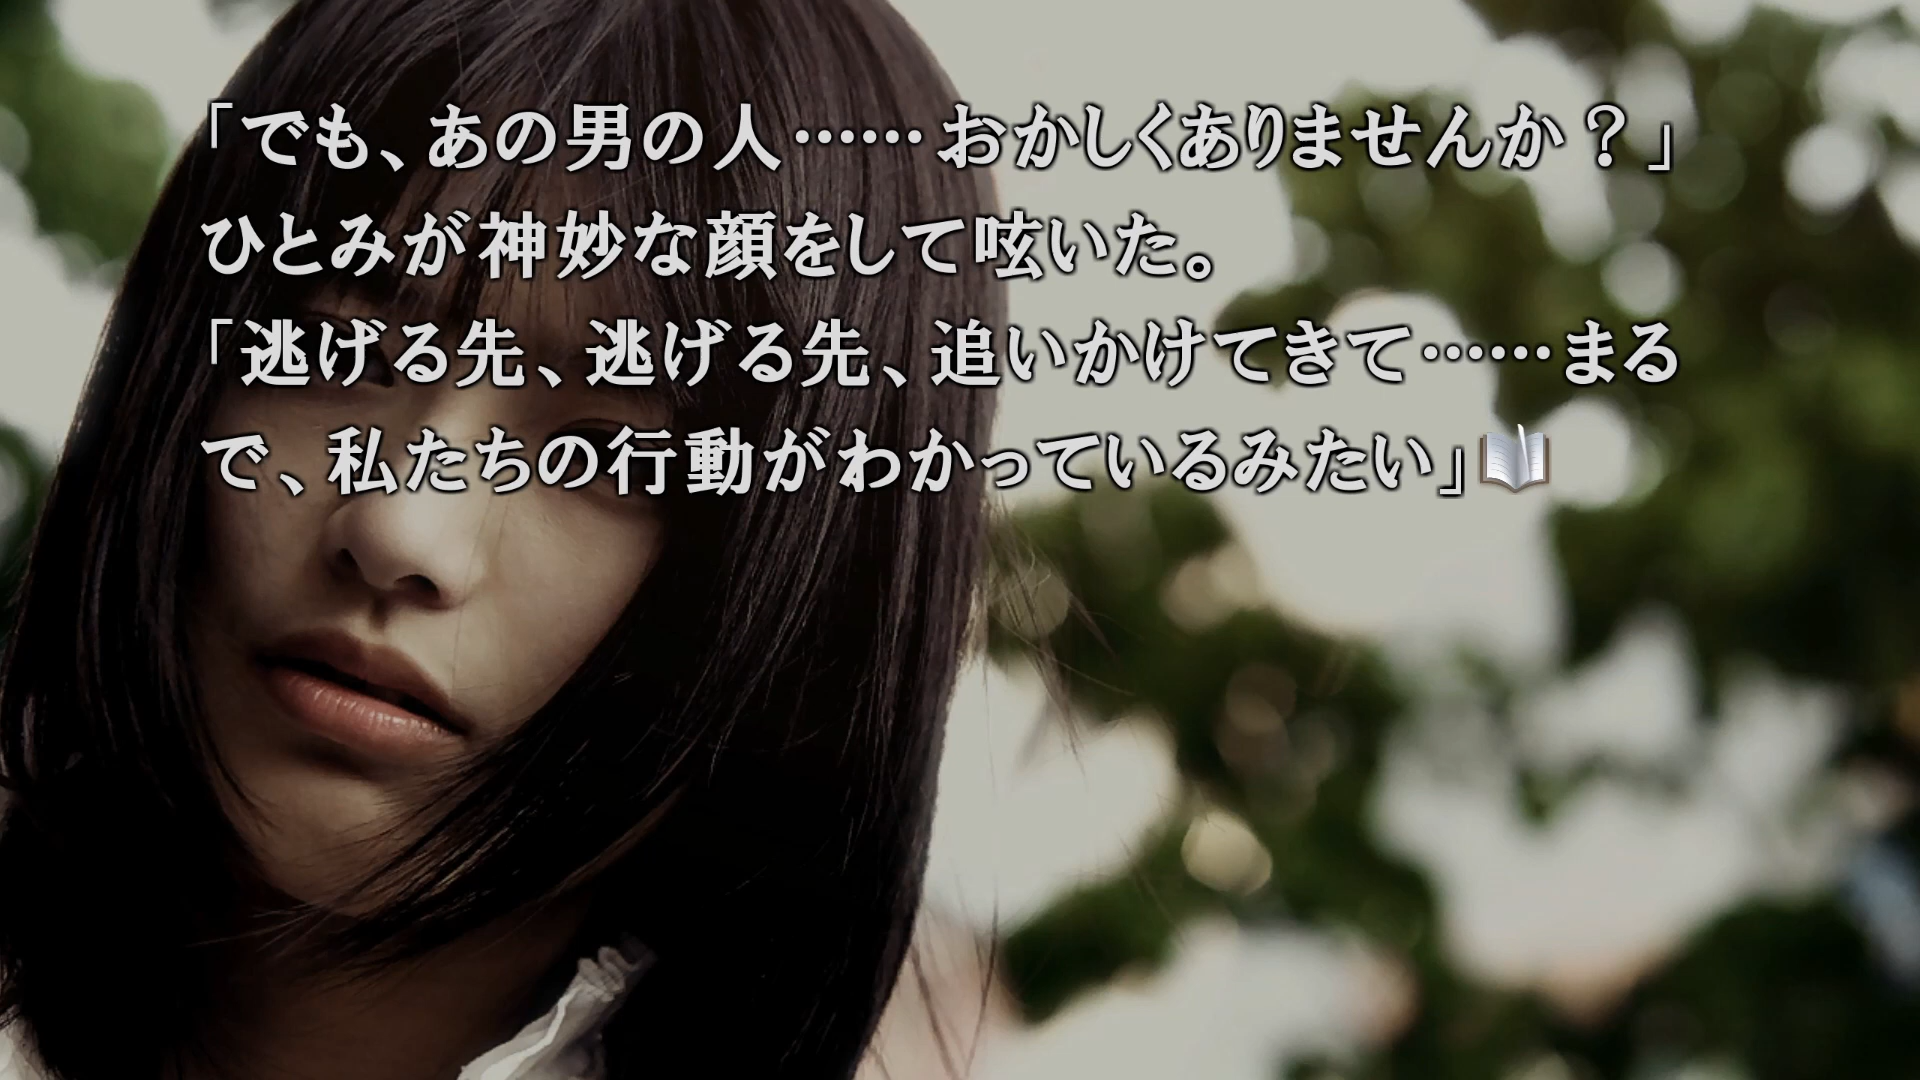 「でも、あの男の人……おかしくありませんか？」
ひとみが神妙な顔をして呟いた。
「逃げる先、逃げる先、追いかけてきて……まる
で、私たちの行動がわかっているみたい」